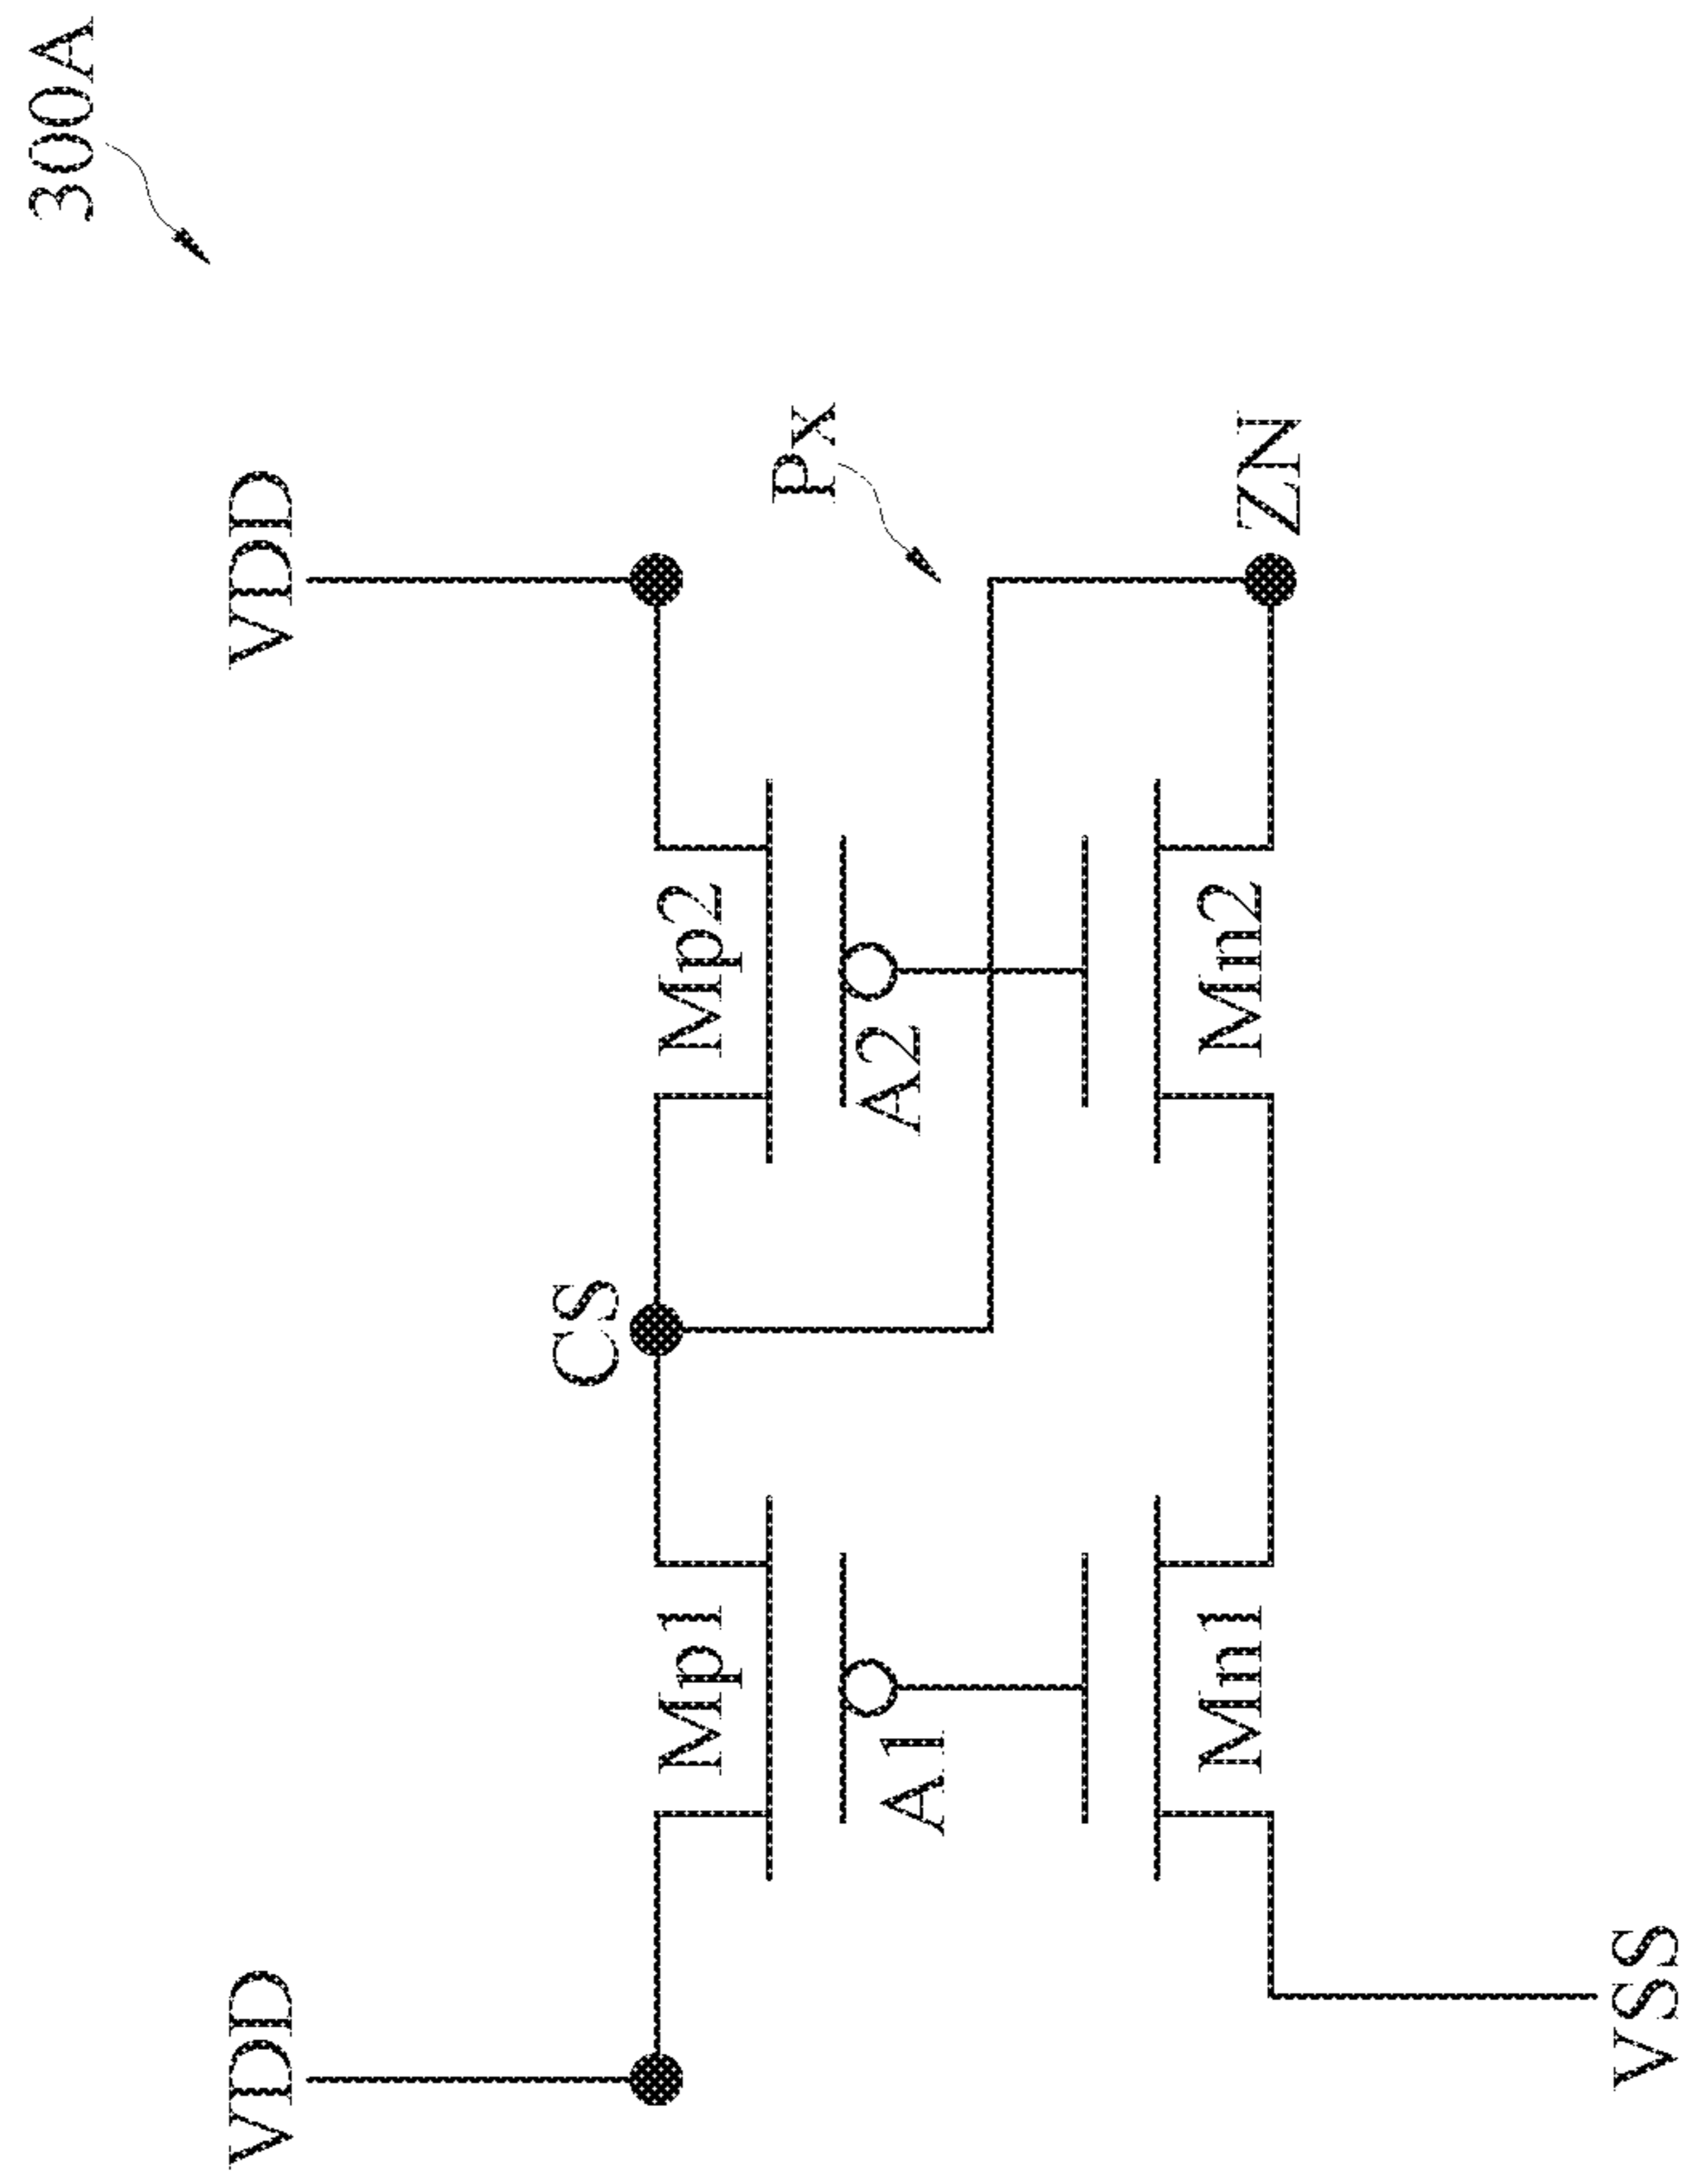 300A
VDD
VDD
CS
Mp1
Mp2
Px
A1
A2
Mn1
Mn2
ZN
VSS